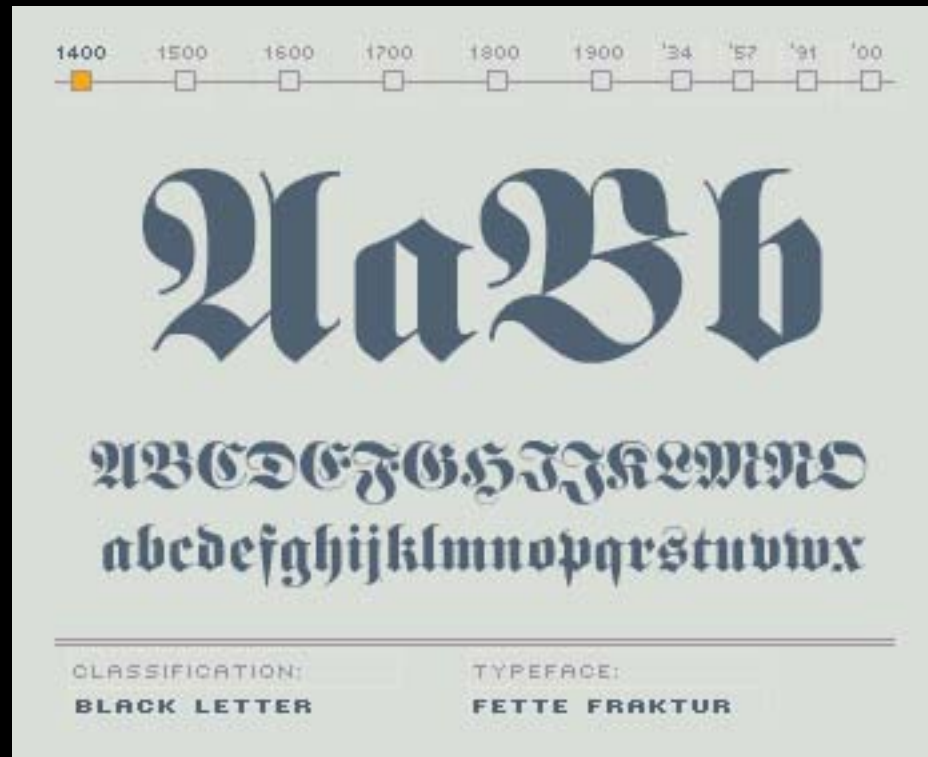 1400 1500 1600 1700 1800 1900 '34 '57 '91 '00
AaBb
ABCDEFGHIJKLMNO
abcdefghijklmnopqrstuvwx
CLASSIFICATION: TYPEFACE:
BLACK LETTER FETTE FRAKTUR